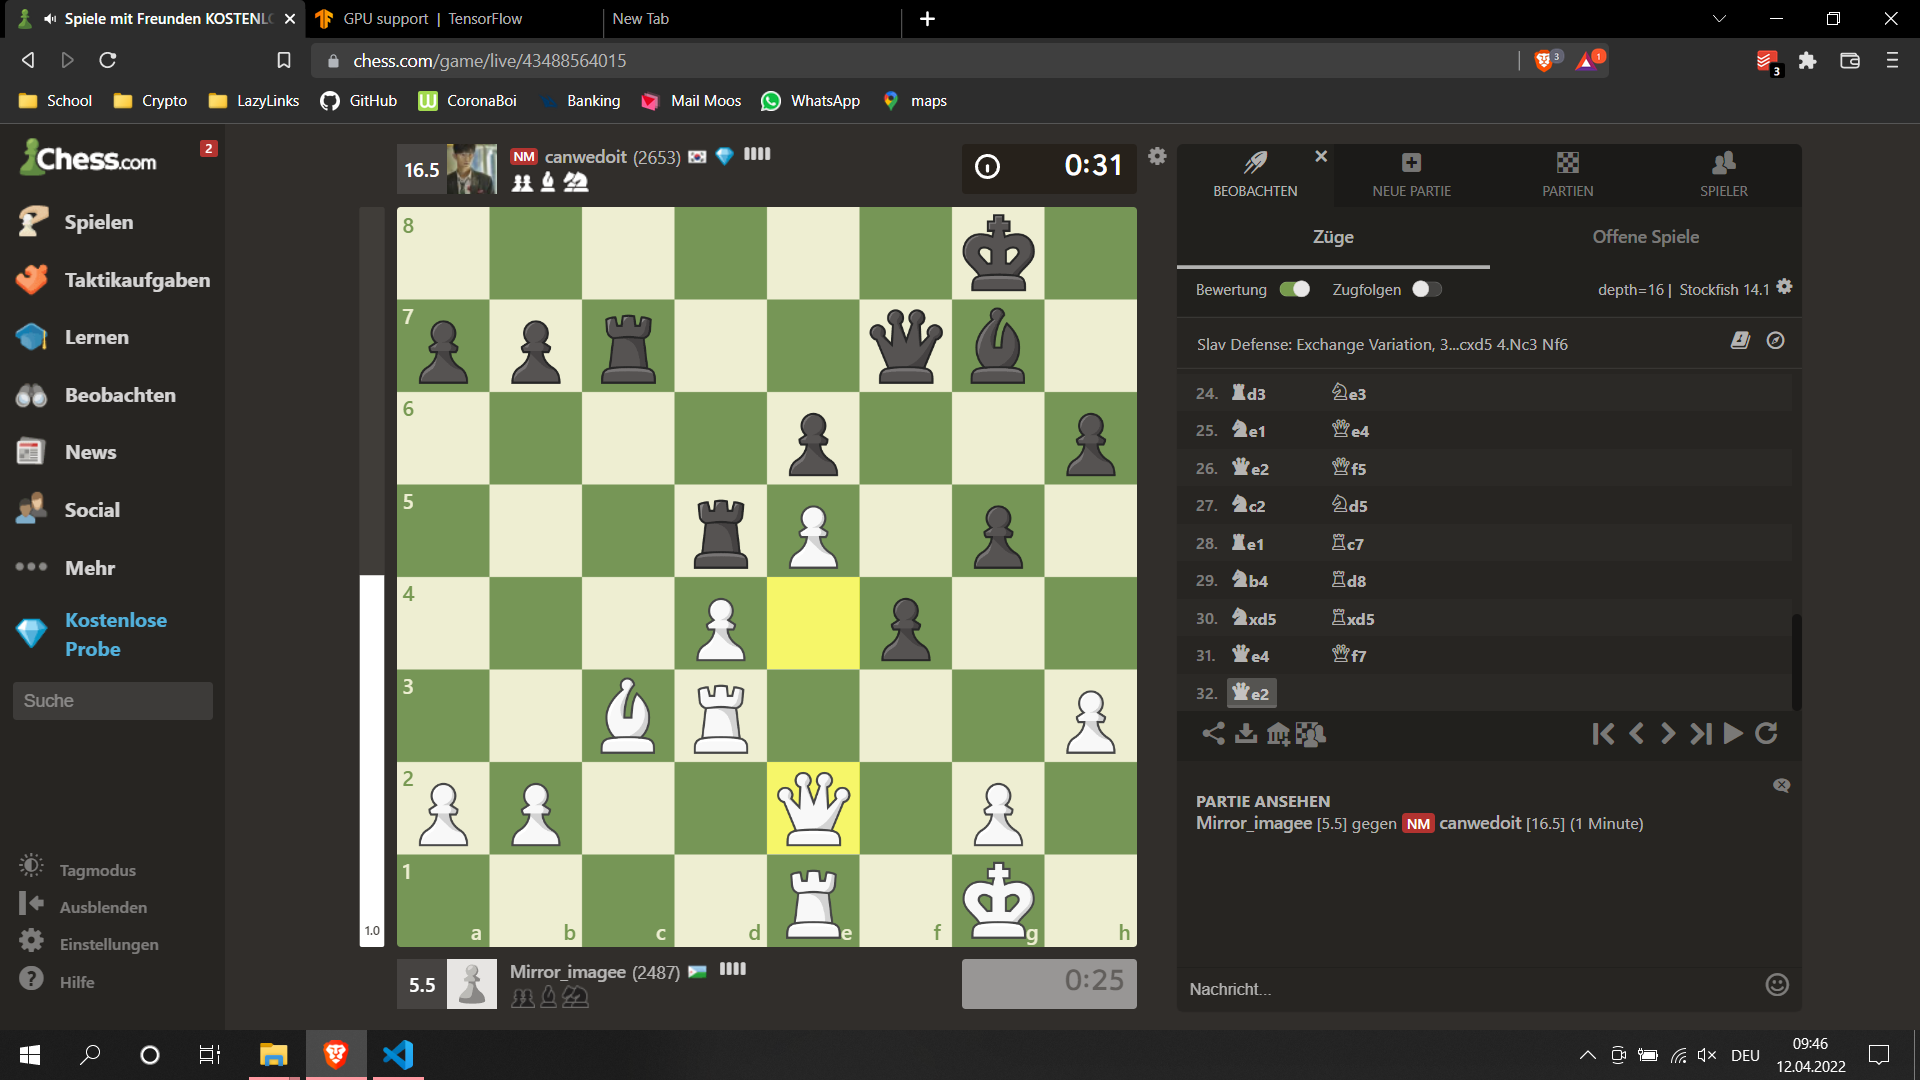 Spiele mit Freunden KOSTENLO
GPU support | TensorFlow
New Tab
chess.com/game/live/43488564015
3
1
3
School
Crypto
LazyLinks
GitHub
CoronaBoi
Banking
Mail Moos
WhatsApp
maps
Chess.com
2
Spielen
Taktikaufgaben
Lernen
Beobachten
News
Social
Mehr
Kostenlose
Probe
Suche
Tagmodus
Ausblenden
Einstellungen
Hilfe
16.5
NM canwedoit (2653)
0:31
8
7
6
5
4
3
2
1
a b c d e f g h
1.0
5.5
Mirror_imagee (2487)
0:25
BEOBACHTEN
NEUE PARTIE
PARTIEN
SPIELER
Züge
Offene Spiele
Bewertung
Zugfolgen
depth=16 | Stockfish 14.1
Slav Defense: Exchange Variation, 3...cxd5 4.Nc3 Nf6
24. d3 e3
25. e1 e4
26. e2 f5
27. c2 d5
28. e1 c7
29. b4 d8
30. xd5 xd5
31. e4 f7
32. e2
PARTIE ANSEHEN
Mirror_imagee [5.5] gegen NM canwedoit [16.5] (1 Minute)
Nachricht...
DEU
09:46
12.04.2022